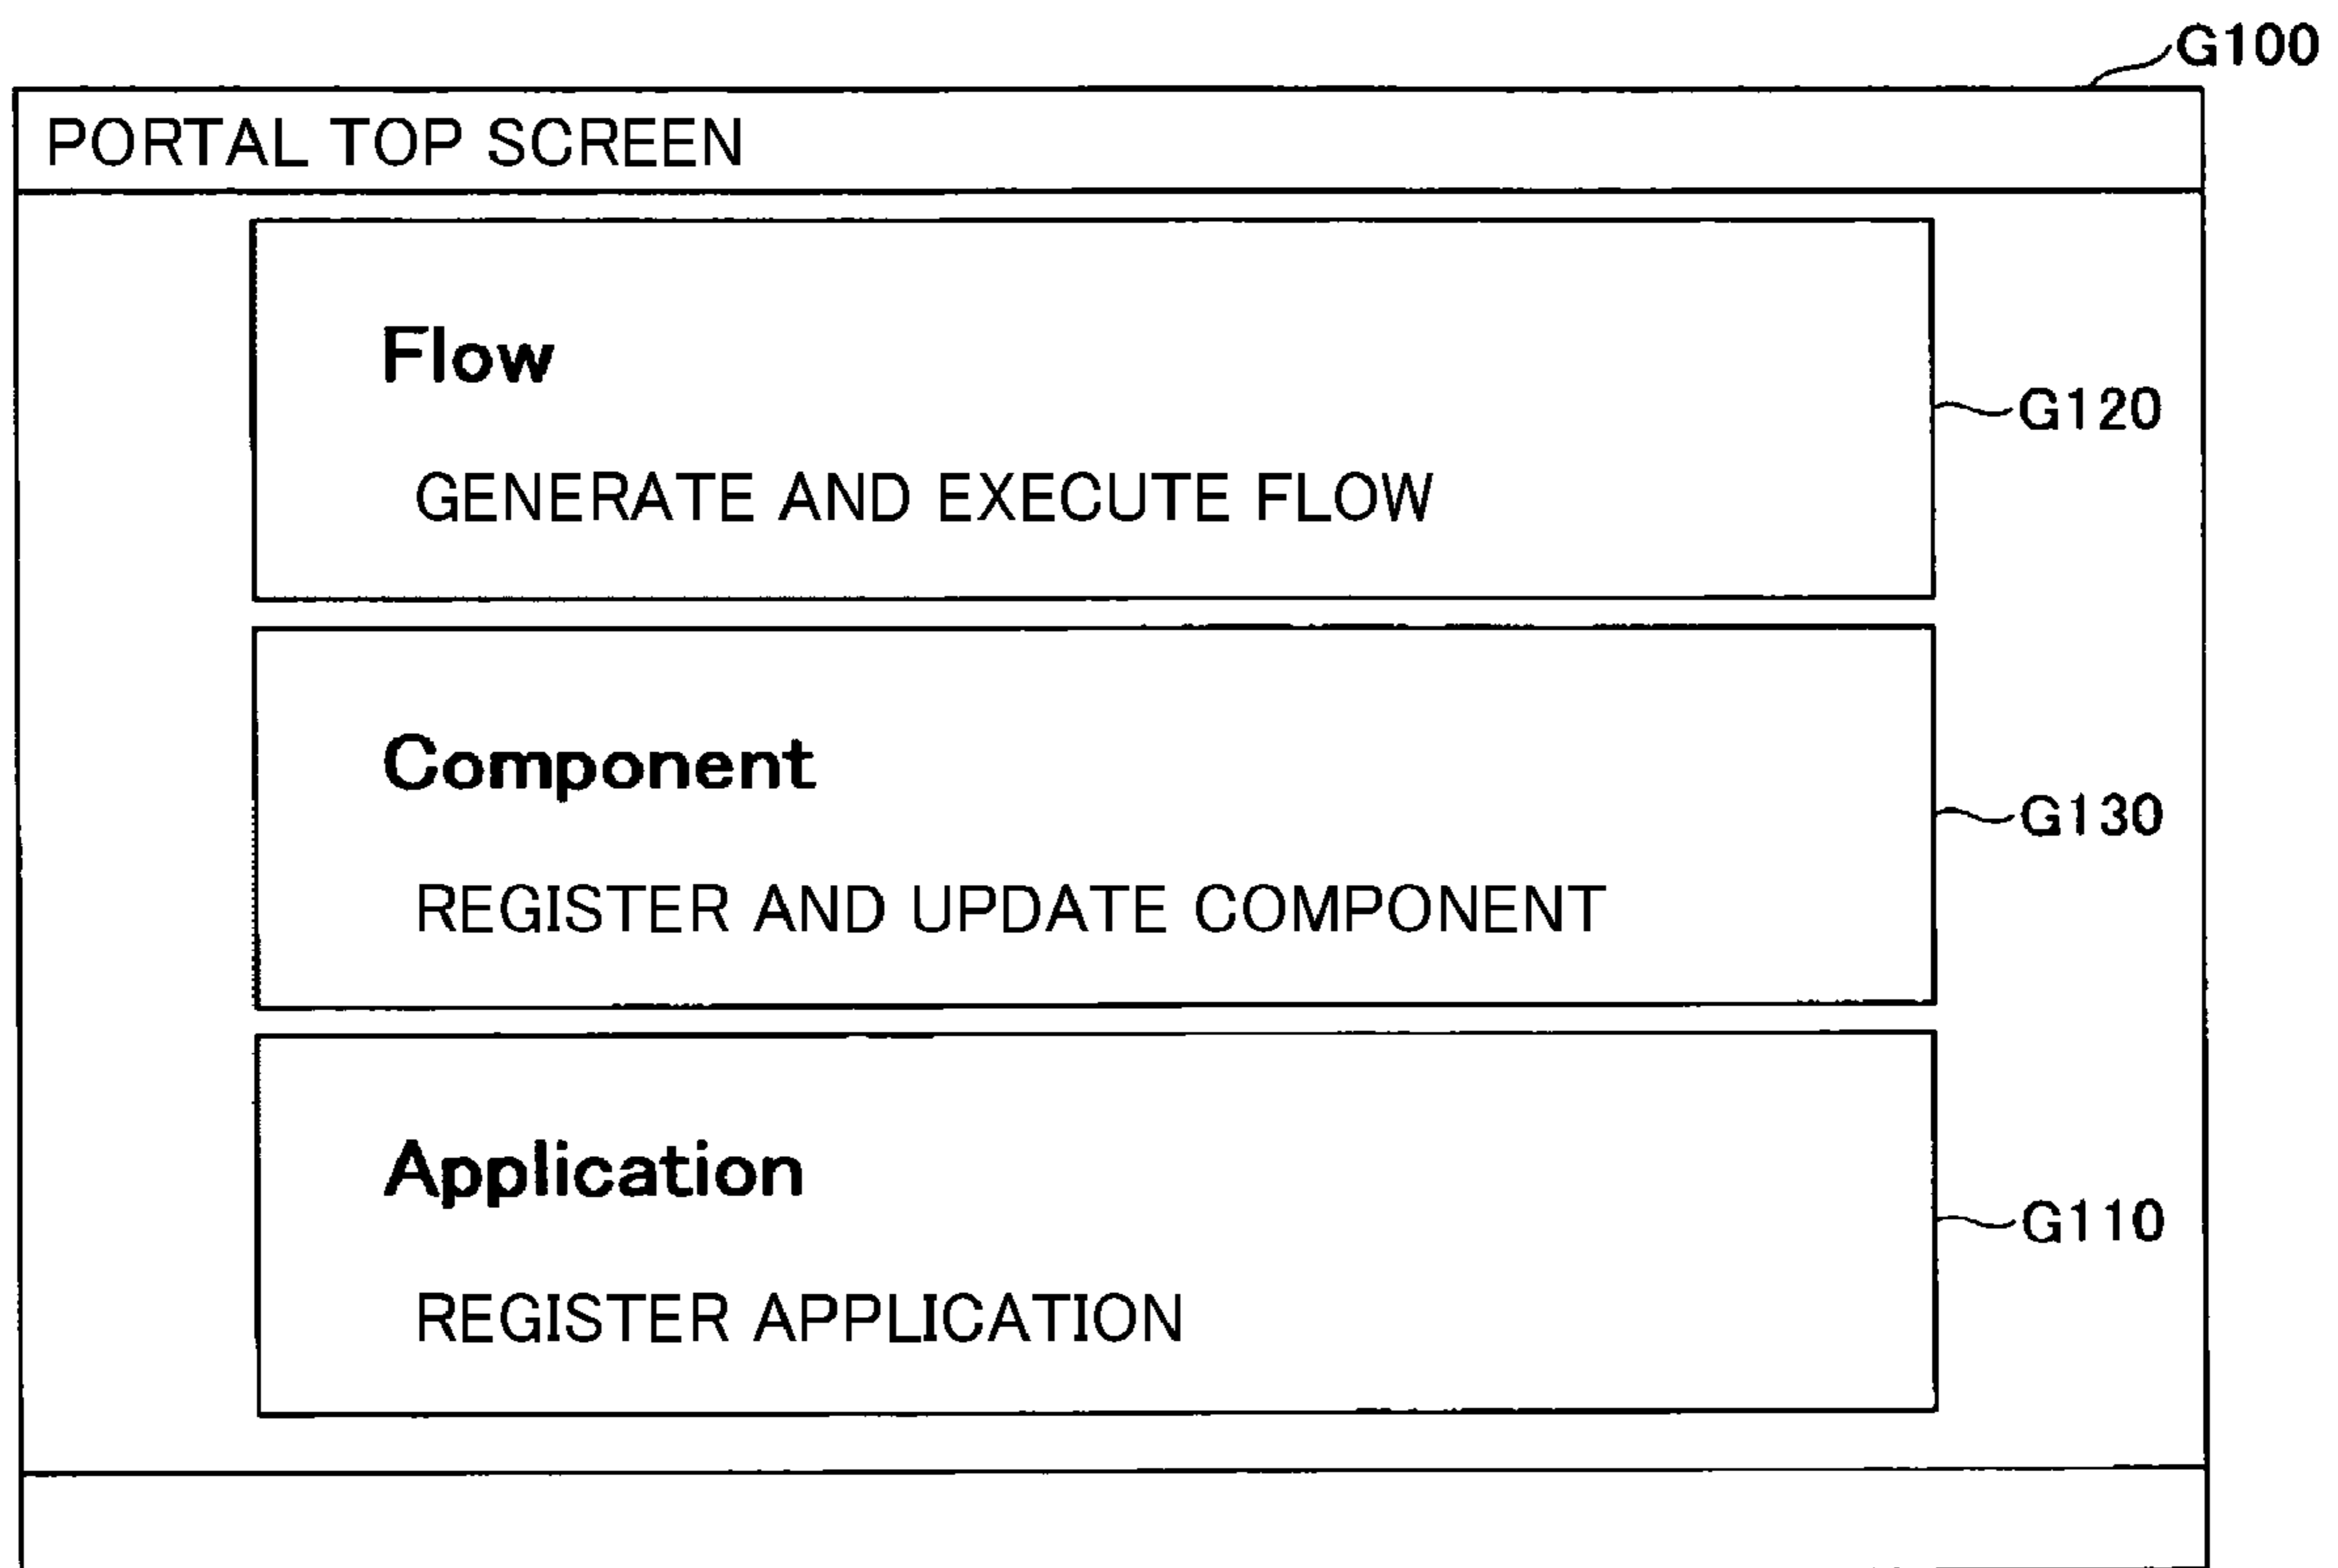 G100
PORTAL TOP SCREEN
Flow
GENERATE AND EXECUTE FLOW
G120
Component
REGISTER AND UPDATE COMPONENT
G130
Application
REGISTER APPLICATION
G110